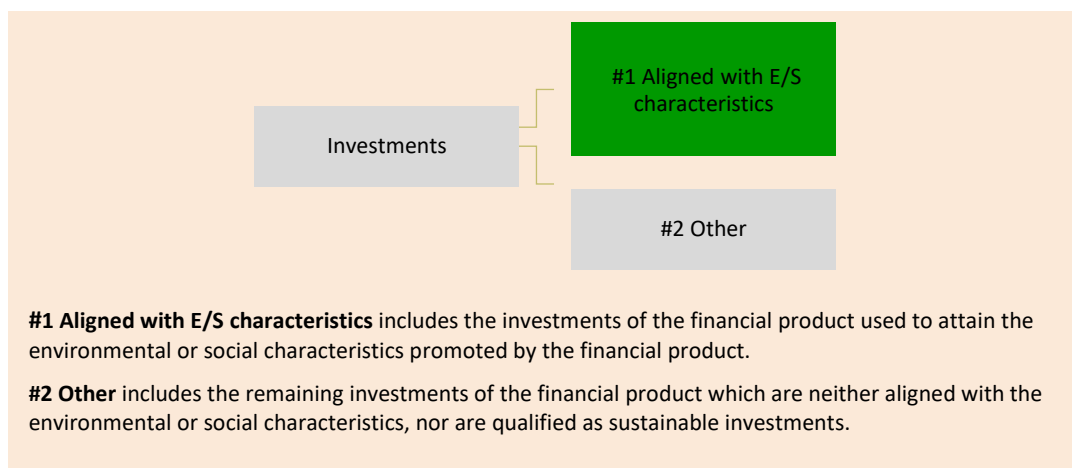 #1 Aligned with E/S
characteristics
Investments
#2 Other
#1 Aligned with E/S characteristics includes the investments of the financial product used to attain the
environmental or social characteristics promoted by the financial product.
#2 Other includes the remaining investments of the financial product which are neither aligned with the
environmental or social characteristics, nor are qualified as sustainable investments.